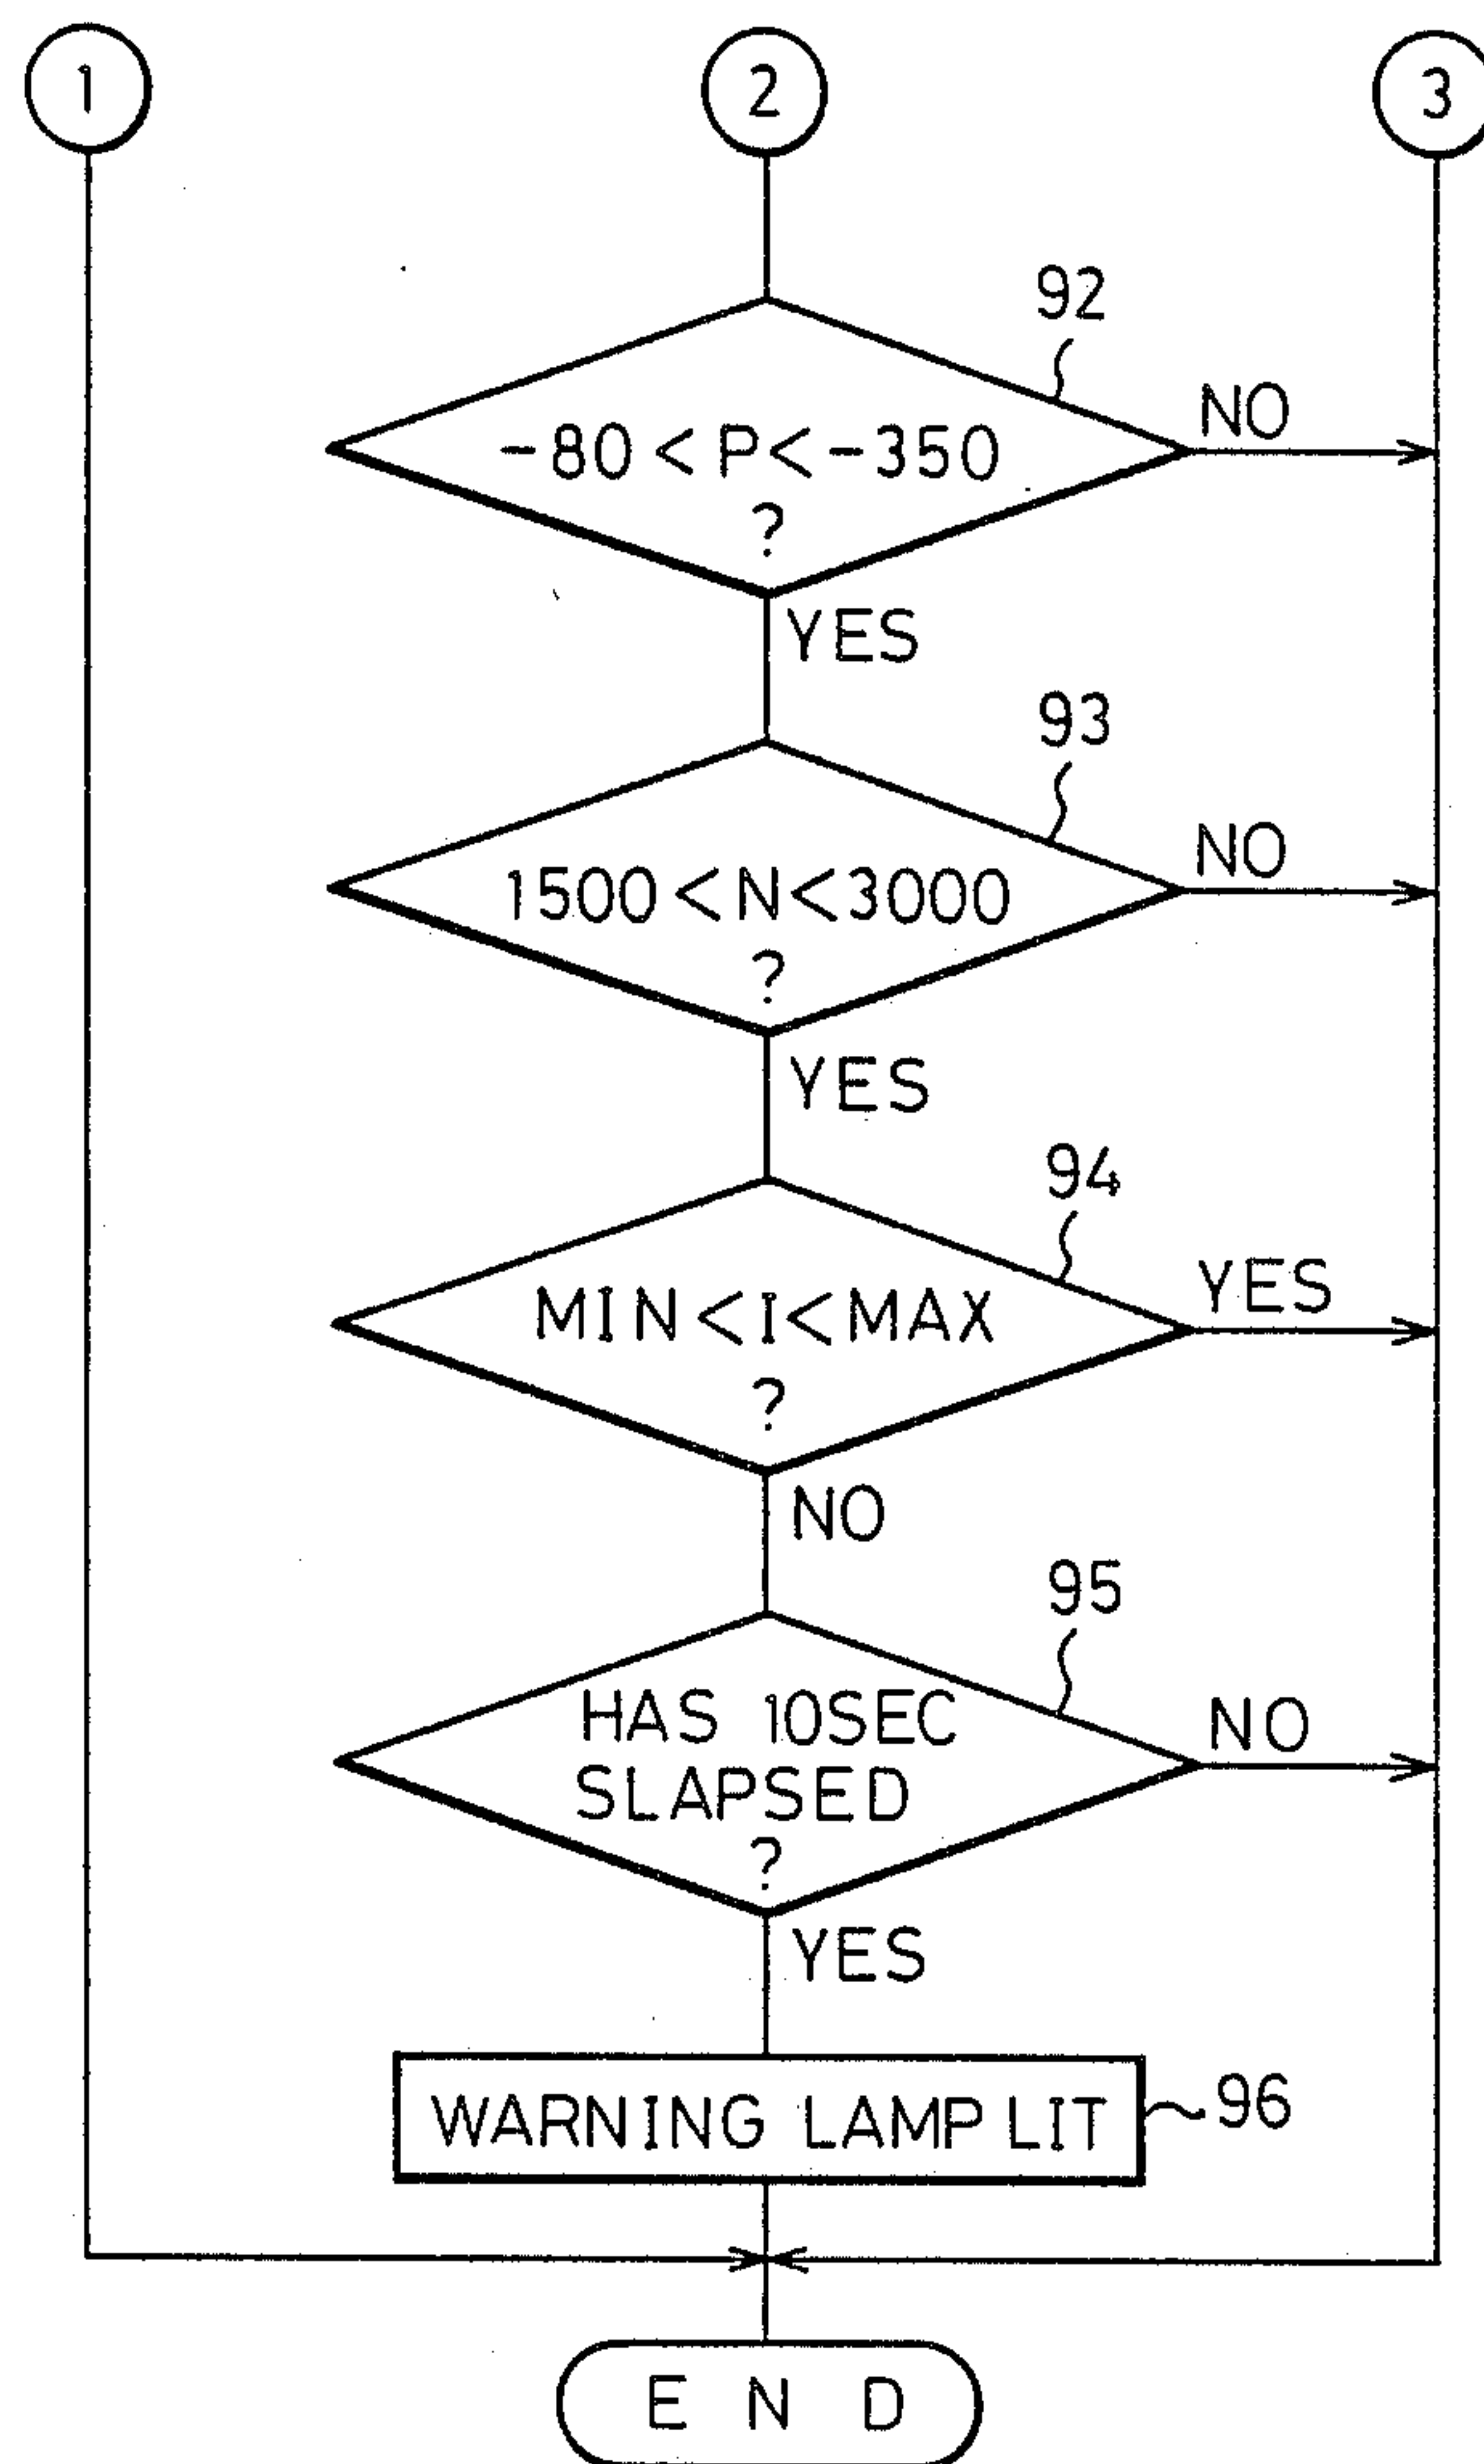 1
2
3
92
-80<P<-350
?
NO
YES
93
1500<N<3000
?
NO
YES
94
MIN<I<MAX
?
YES
NO
95
HAS 10SEC
SLAPSED
?
NO
YES
WARNING LAMP LIT
96
END